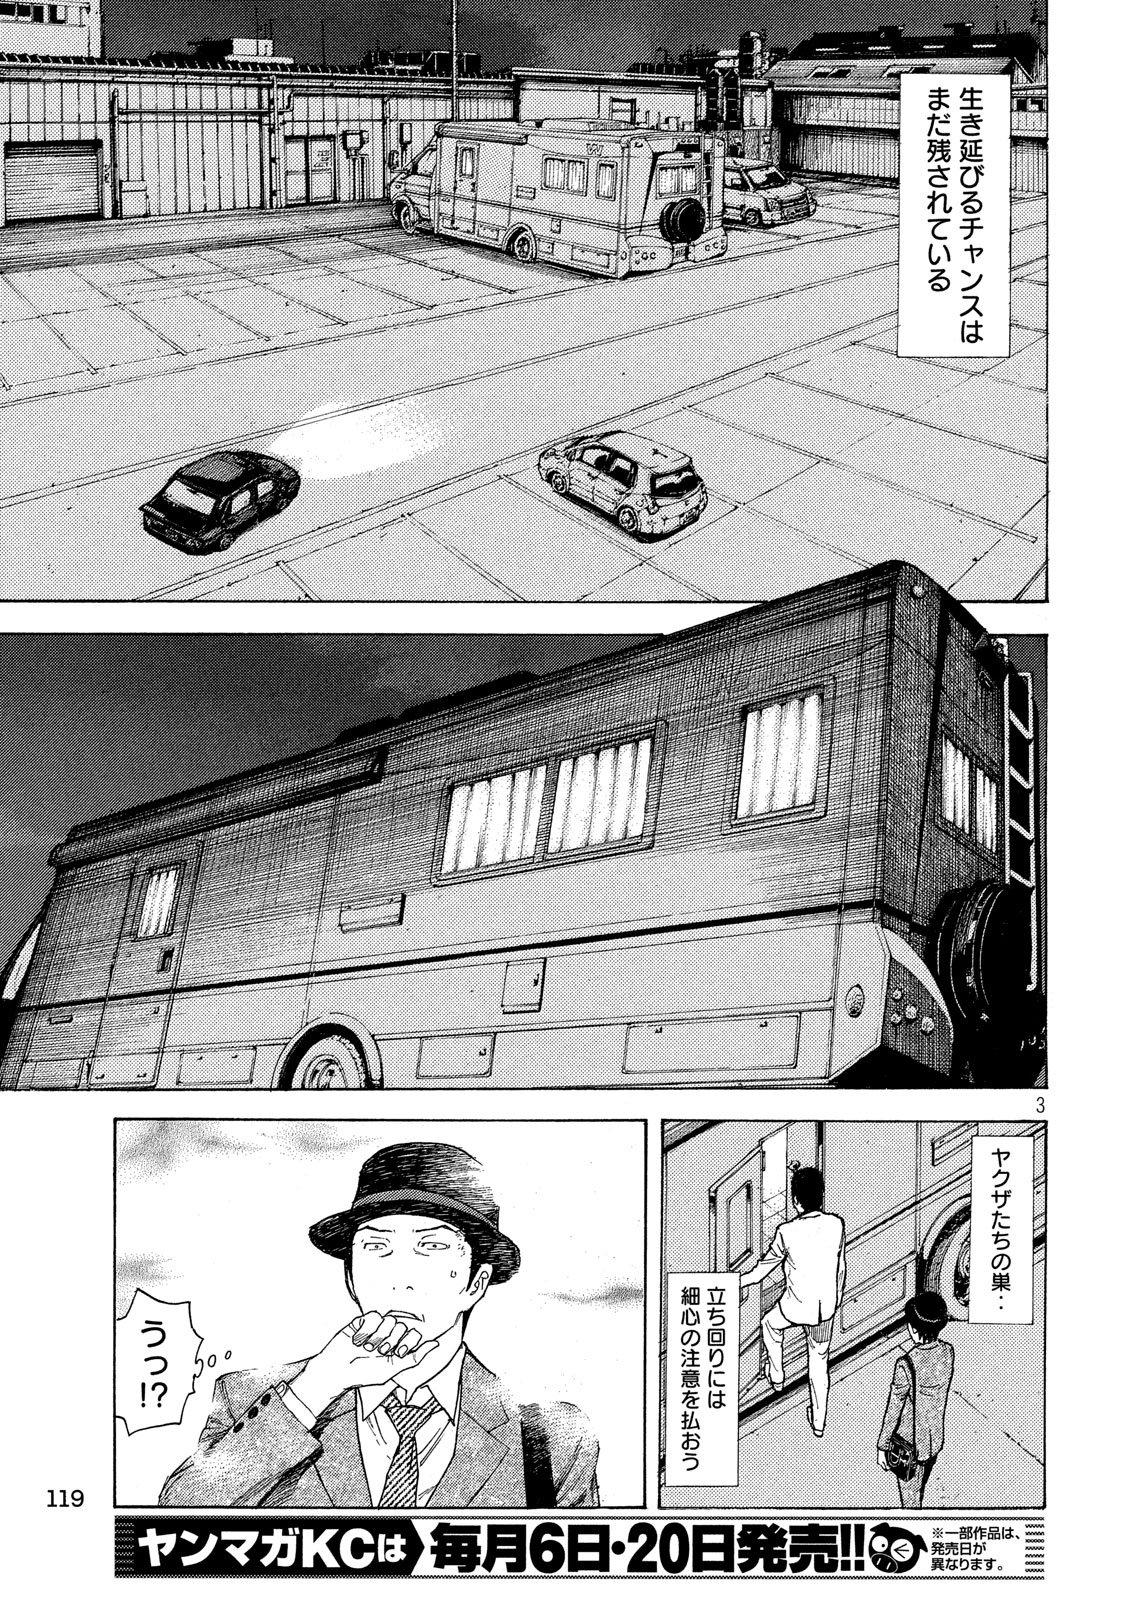 生き延びるチャンスは
まだ残されている
3
ヤクザたちの巣‥
立ち回りには
細心の注意を払おう
うっ!?
119
ヤンマガKCは 毎月6日・20日発売!!
※一部作品は、
発売日が
異なります。